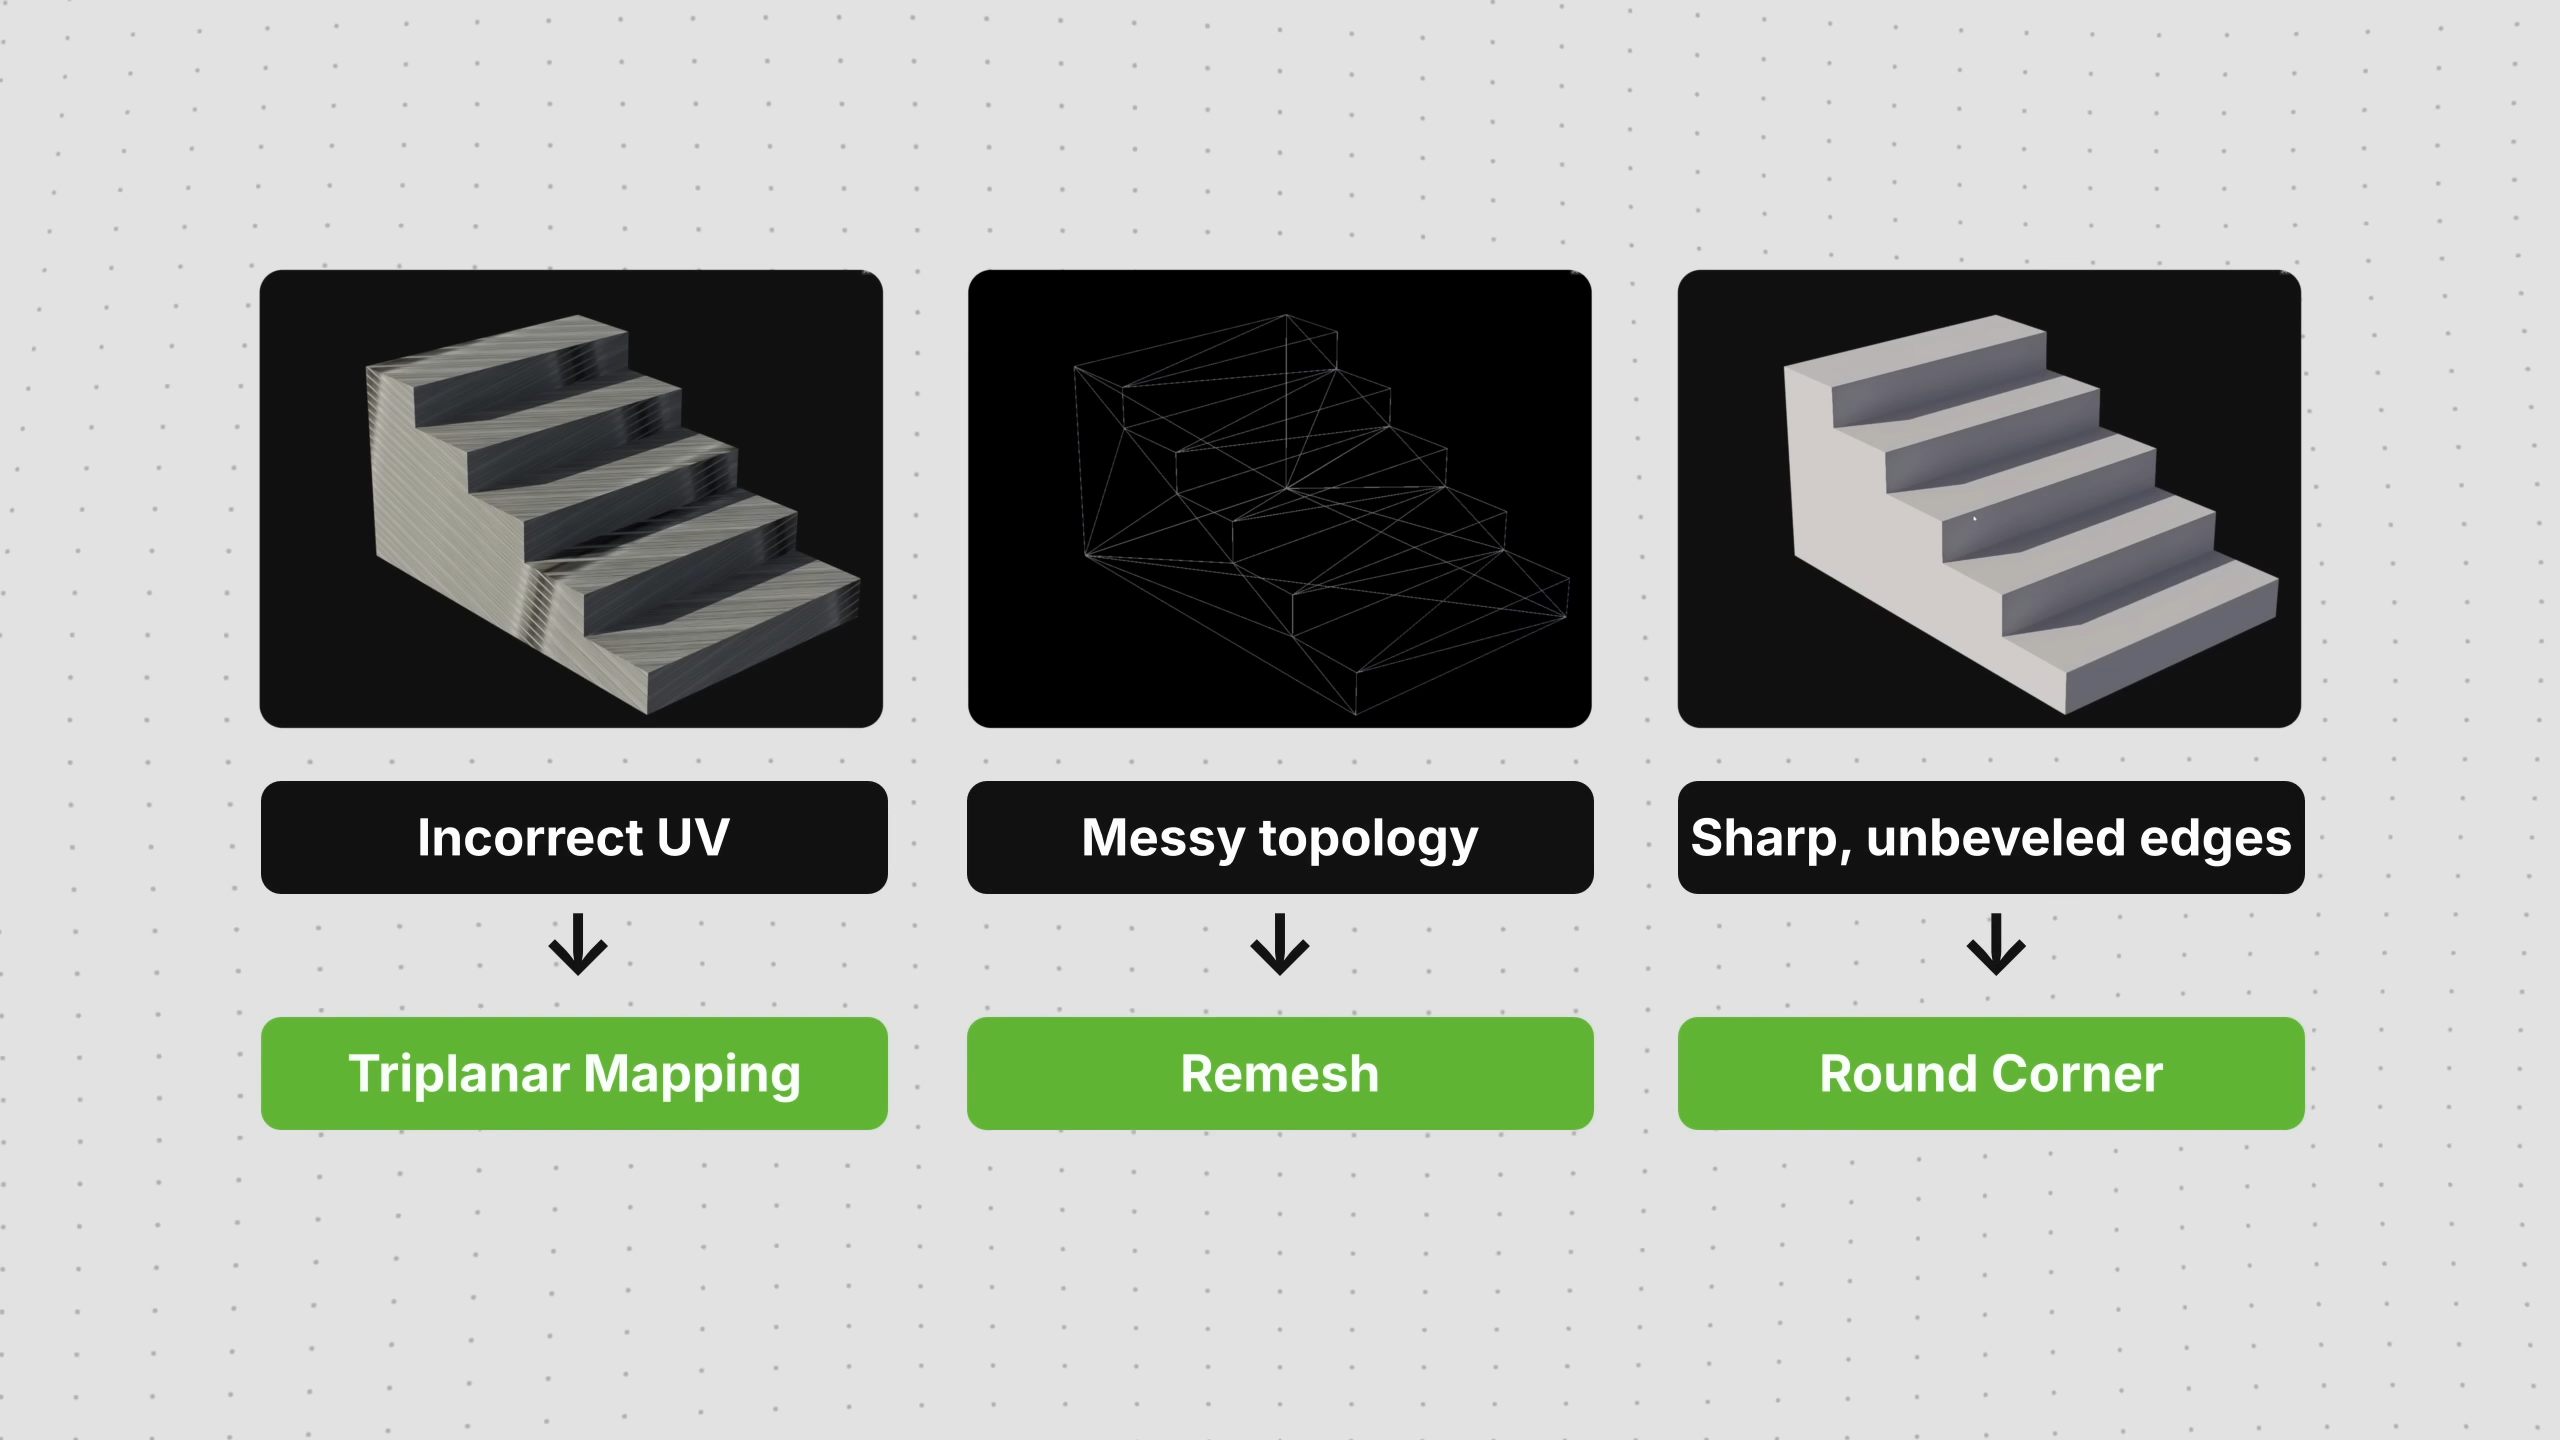 Incorrect UV
Messy topology
Sharp, unbeveled edges
Triplanar Mapping
Remesh
Round Corner